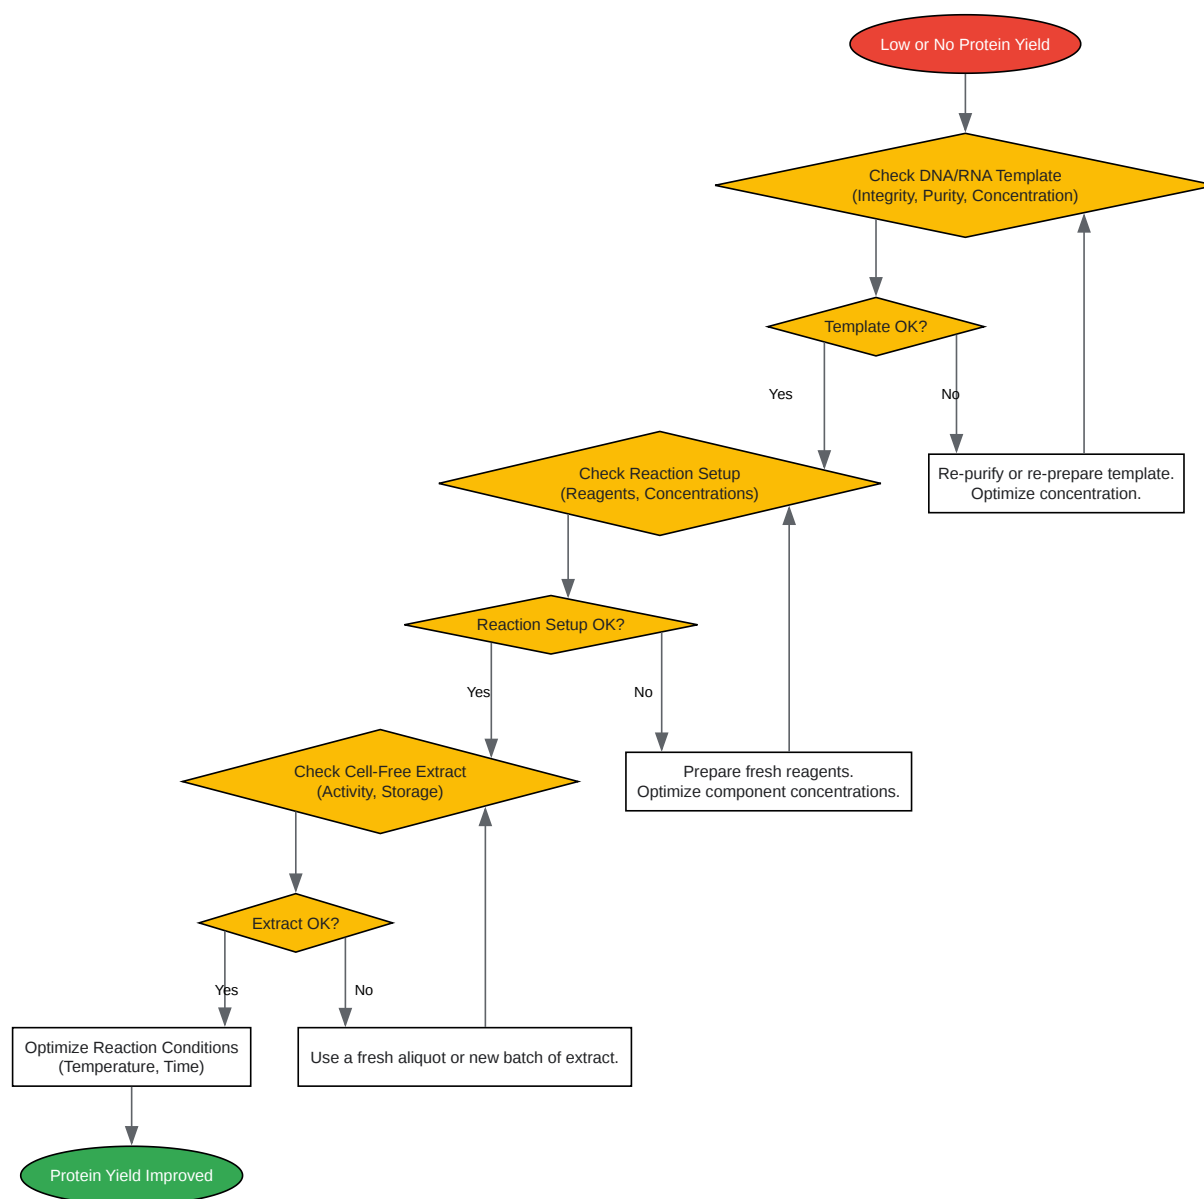 Low or No Protein Yield
Check DNA/RNA Template
(Integrity, Purity, Concentration)
Template OK?
Yes
No
Check Reaction Setup
(Reagents, Concentrations)
Re-purify or re-prepare template.
Optimize concentration.
Reaction Setup OK?
Yes
No
Check Cell-Free Extract
(Activity, Storage)
Prepare fresh reagents.
Optimize component concentrations.
Extract OK?
Yes
No
Optimize Reaction Conditions
(Temperature, Time)
Use a fresh aliquot or new batch of extract.
Protein Yield Improved